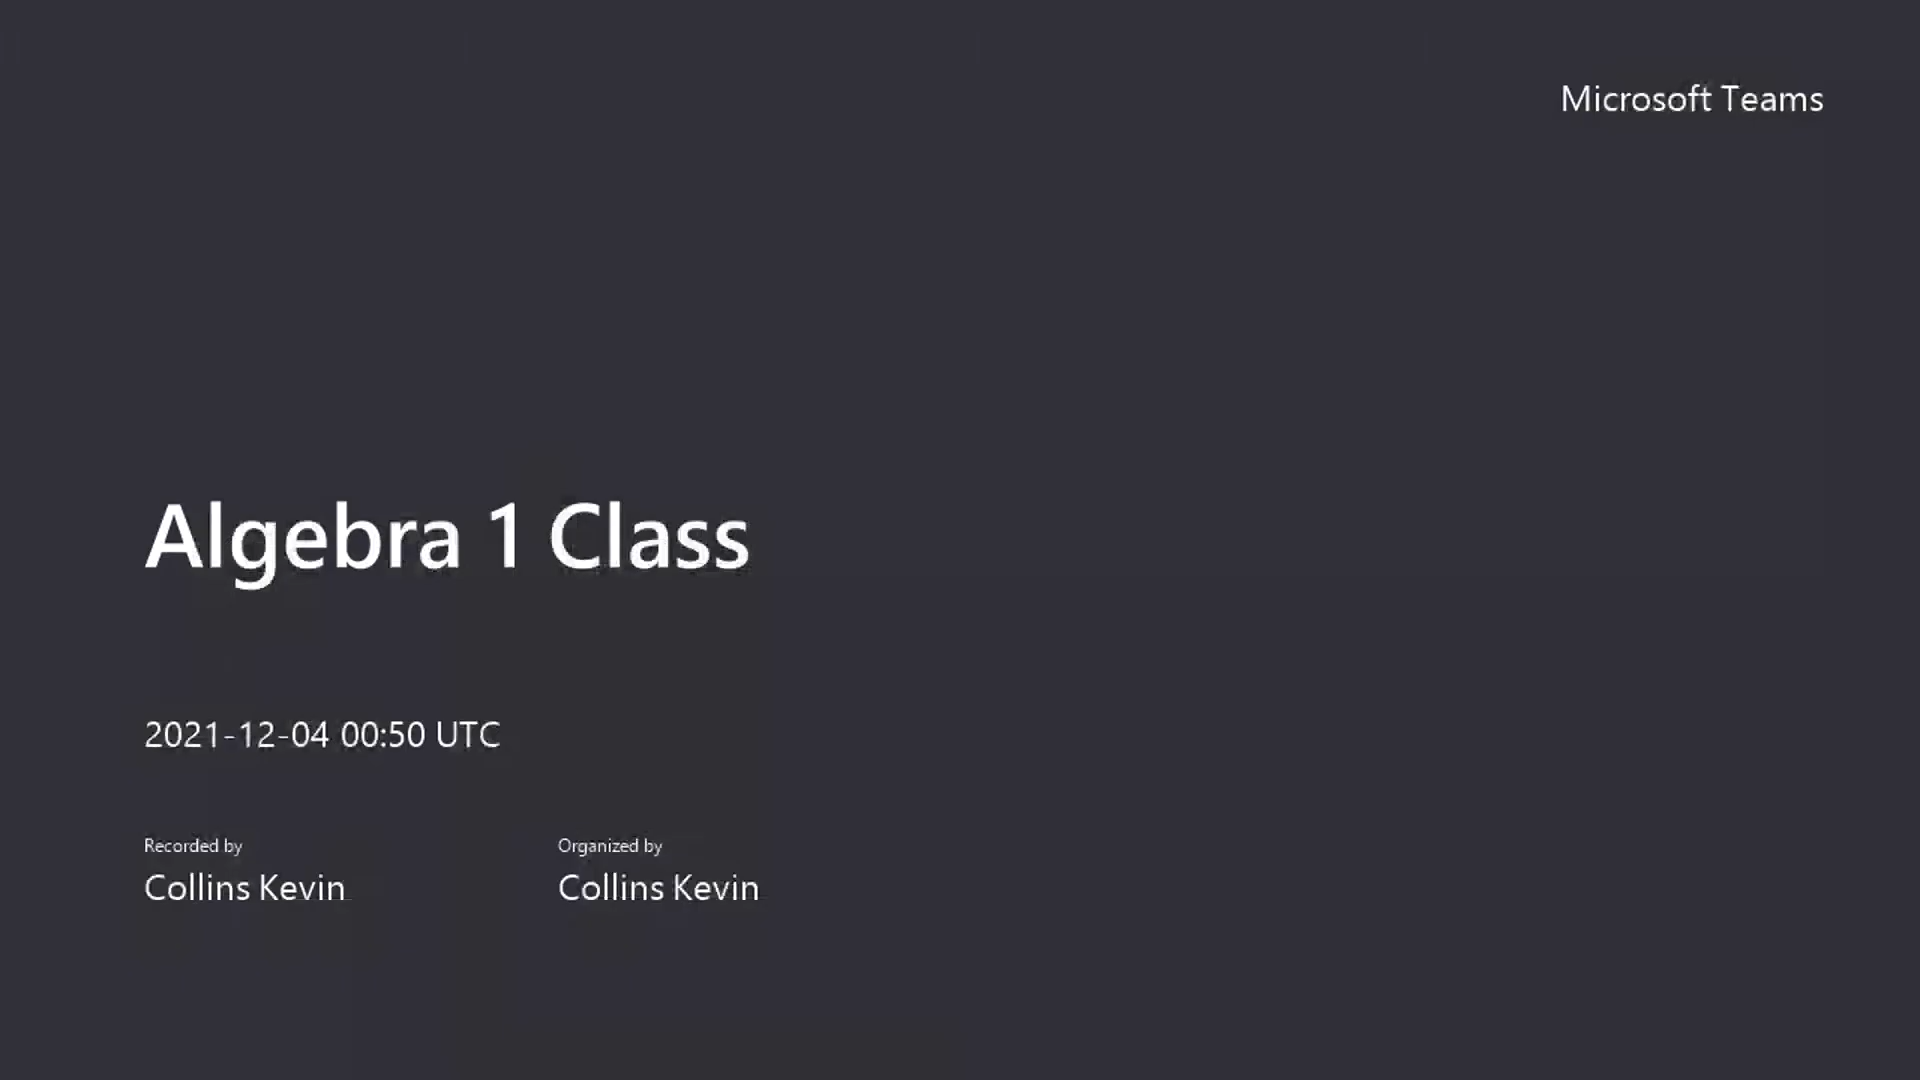 Microsoft Teams
Algebra 1 Class
2021-12-04 00:50 UTC
Recorded by
Collins Kevin
Organized by
Collins Kevin